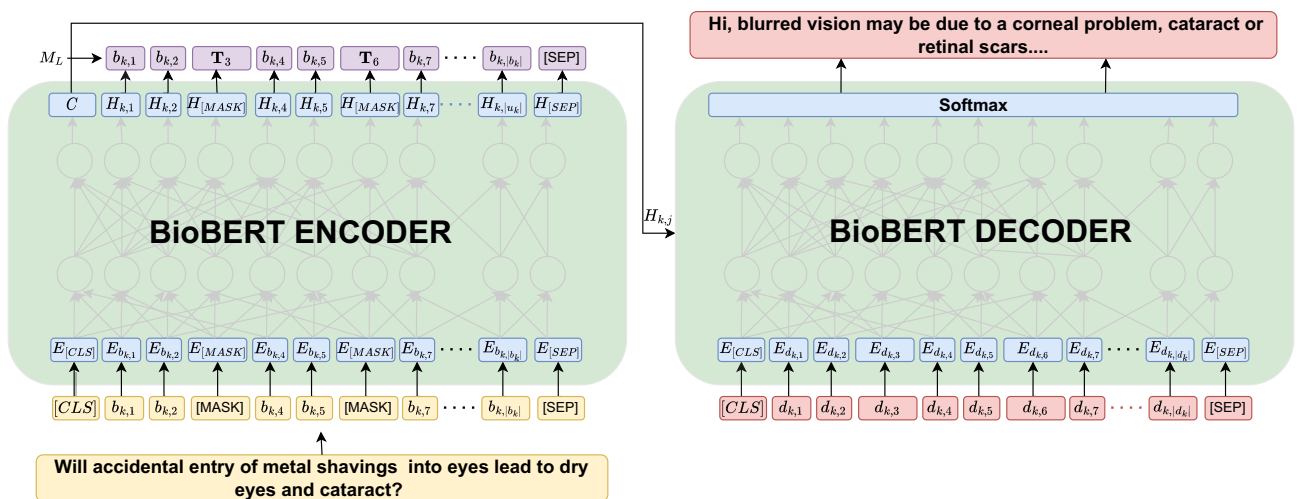 Hi, blurred vision may be due to a corneal problem, cataract or
retinal scars....
M_L b_{k,1} b_{k,2} T_3 b_{k,4} b_{k,5} T_6 b_{k,7} .... b_{k,|b_k|} [SEP]
C H_{k,1} H_{k,2} H_{[MASK]} H_{k,4} H_{k,5} H_{[MASK]} H_{k,7} ..... H_{k,|u_k|} H_{[SEP]}
Softmax
H_{k,j}
BioBERT ENCODER
BioBERT DECODER
E_{[CLS]} E_{b_{k,1}} E_{b_{k,2}} E_{[MASK]} E_{b_{k,4}} E_{b_{k,5}} E_{[MASK]} E_{b_{k,7}} .... E_{b_{k,|b_k|}} E_{[SEP]}
E_{[CLS]} E_{d_{k,1}} E_{d_{k,2}} E_{d_{k,3}} E_{d_{k,4}} E_{d_{k,5}} E_{d_{k,6}} E_{d_{k,7}} .... E_{d_{k,|d_k|}} E_{[SEP]}
[CLS] b_{k,1} b_{k,2} [MASK] b_{k,4} b_{k,5} [MASK] b_{k,7} .... b_{k,|b_k|} [SEP]
[CLS] d_{k,1} d_{k,2} d_{k,3} d_{k,4} d_{k,5} d_{k,6} d_{k,7} .... d_{k,|d_k|} [SEP]
Will accidental entry of metal shavings into eyes lead to dry
eyes and cataract?